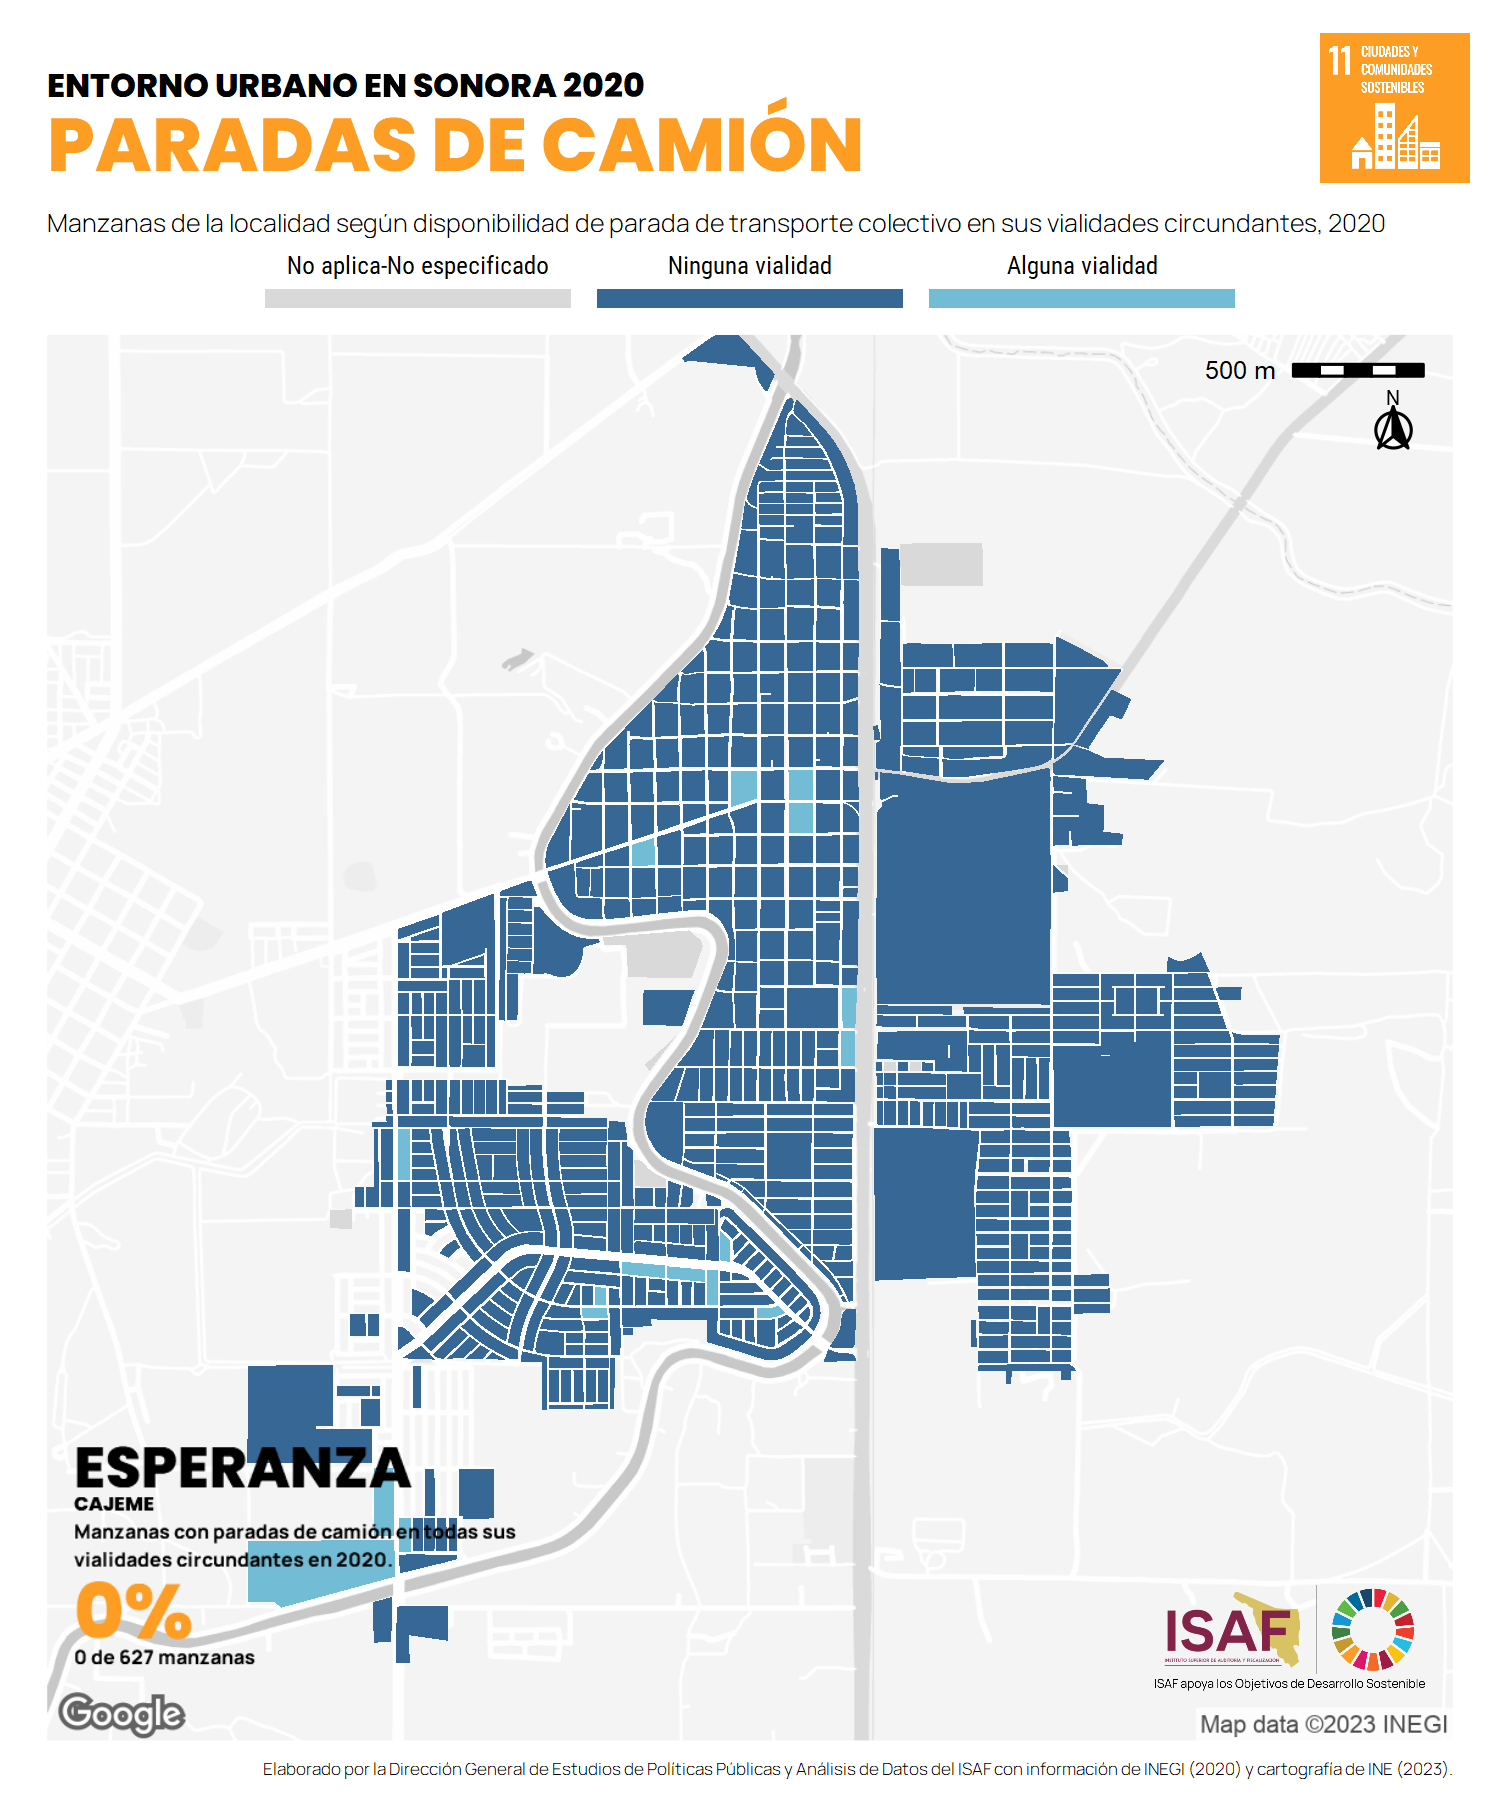 ENTORNO URBANO EN SONORA 2020
PARADAS DE CAMIÓN
11 CIUDADES Y
COMUNIDADES
SOSTENIBLES
Manzanas de la localidad según disponibilidad de parada de transporte colectivo en sus vialidades circundantes, 2020
No aplica-No especificado Ninguna vialidad Alguna vialidad
500 m
N
ESPERANZA
CAJEME
Manzanas con paradas de camión en todas sus
vialidades circundantes en 2020.
0%
0 de 627 manzanas
Google
ISAF
INSTITUTO SUPERIOR DE AUDITORÍA Y FISCALIZACIÓN
ISAF apoya los Objetivos de Desarrollo Sostenible
Map data ©2023 INEGI
Elaborado por la Dirección General de Estudios de Políticas Públicas y Análisis de Datos del ISAF con información de INEGI (2020) y cartografía de INE (2023).